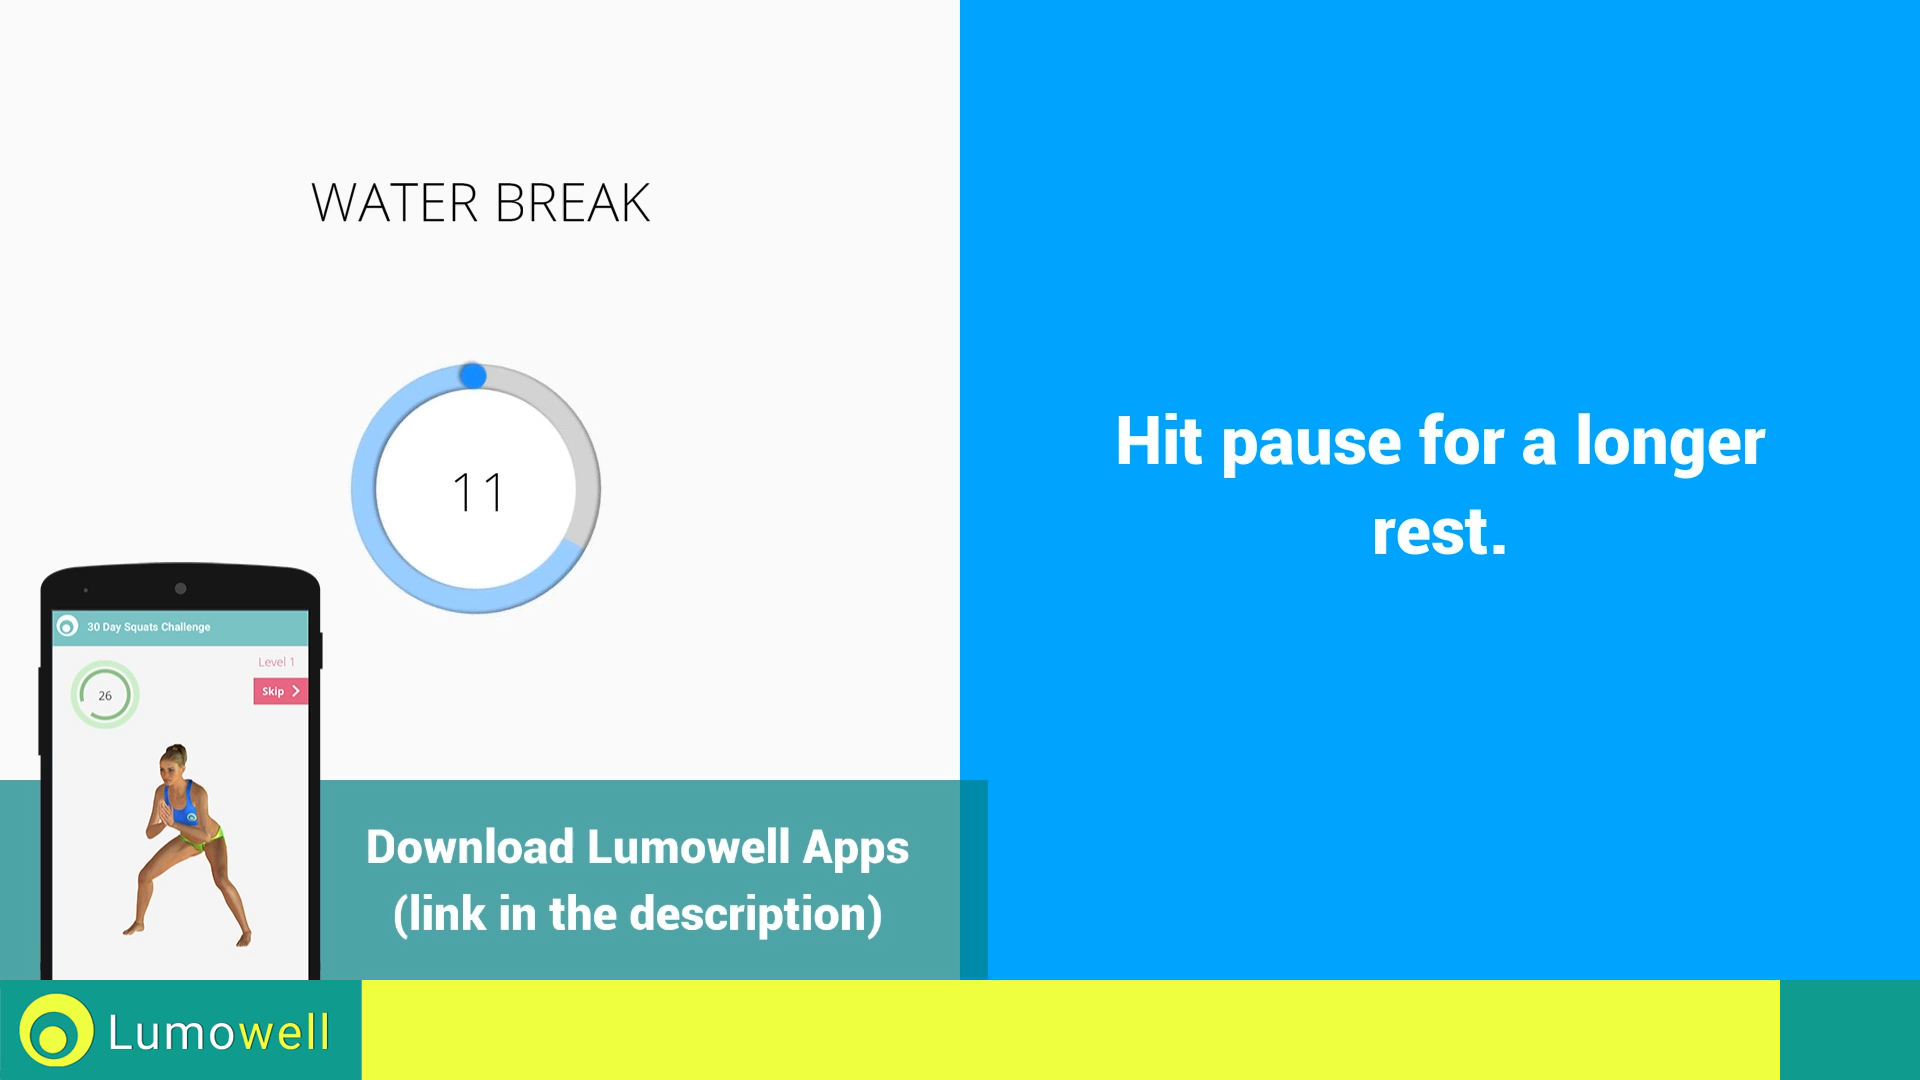 WATER BREAK
11
Hit pause for a longer
rest.
30 Day Squats Challenge
Level 1
26
Skip
Download Lumowell Apps
(link in the description)
Lumowell